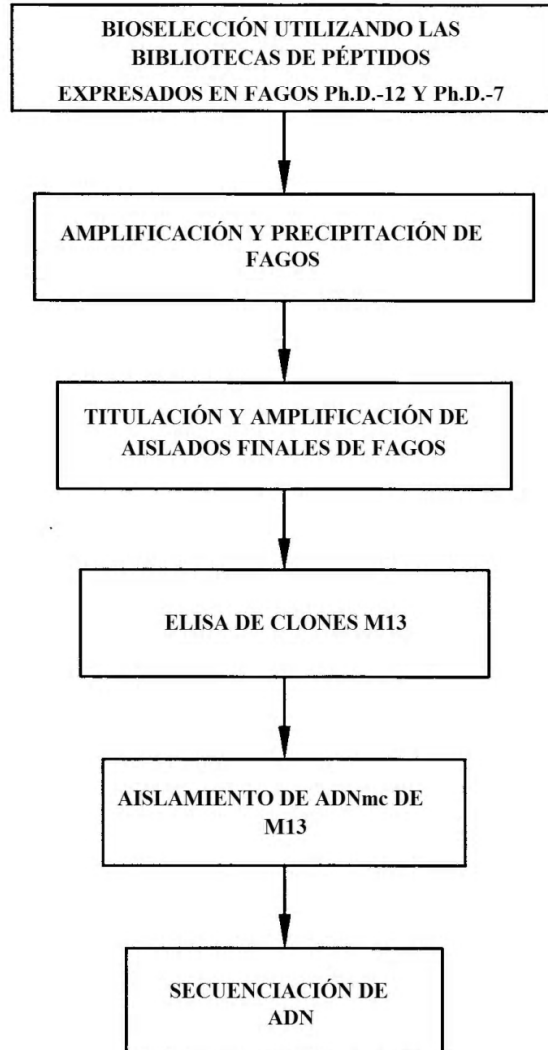 BIOSELECCIÓN UTILIZANDO LAS
BIBLIOTECAS DE PÉPTIDOS
EXPRESADOS EN FAGOS Ph.D.-12 Y Ph.D.-7
AMPLIFICACIÓN Y PRECIPITACIÓN DE
FAGOS
TITULACIÓN Y AMPLIFICACIÓN DE
AISLADOS FINALES DE FAGOS
ELISA DE CLONES M13
AISLAMIENTO DE ADNmc DE
M13
SECUENCIACIÓN DE
ADN